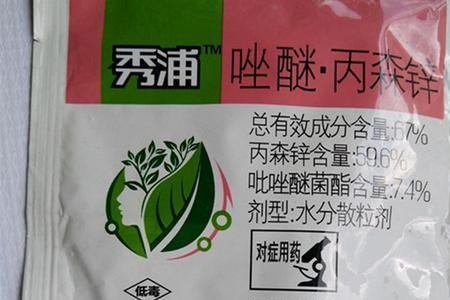 秀浦™
唑醚·丙森锌
总有效成分含量:67%
丙森锌含量:59.6%
吡唑醚菌酯含量:7.4%
剂型:水分散粒剂
对症用药
低毒